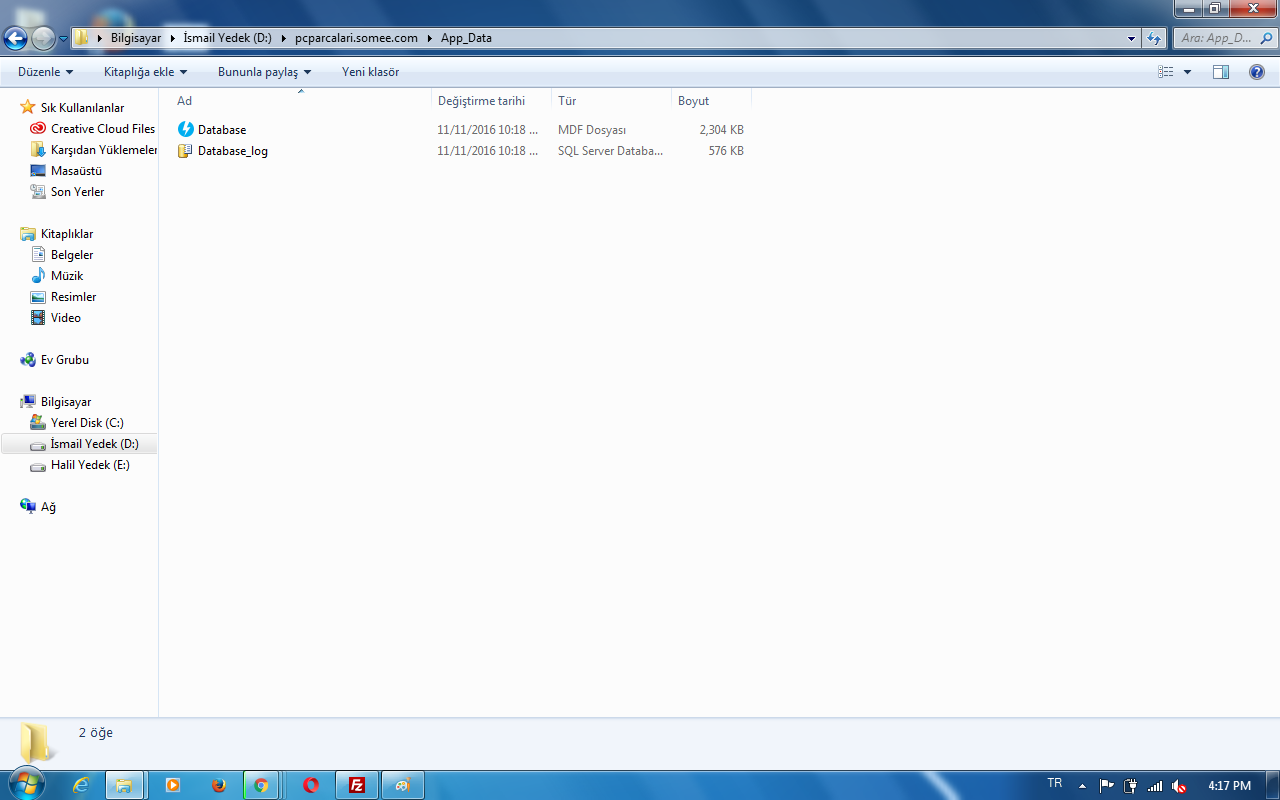 Bilgisayar İsmail Yedek (D:) pcparcalari.somee.com App_Data Ara: App_D...
Düzenle Kitaplığa ekle Bununla paylaş Yeni klasör
Sık Kullanılanlar
Creative Cloud Files
Karşıdan Yüklemeler
Masaüstü
Son Yerler
Kitaplıklar
Belgeler
Müzik
Resimler
Video
Ev Grubu
Bilgisayar
Yerel Disk (C:)
İsmail Yedek (D:)
Halil Yedek (E:)
Ağ
Ad Değiştirme tarihi Tür Boyut
Database 11/11/2016 10:18 ... MDF Dosyası 2,304 KB
Database_log 11/11/2016 10:18 ... SQL Server Databa... 576 KB
2 öğe
TR 4:17 PM